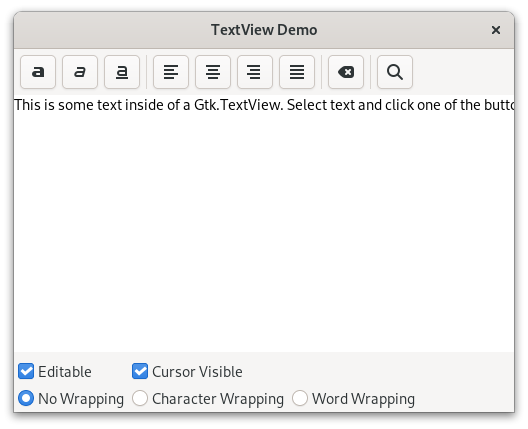 TextView Demo
a a a
This is some text inside of a Gtk.TextView. Select text and click one of the
Editable Cursor Visible
No Wrapping Character Wrapping Word Wrapping